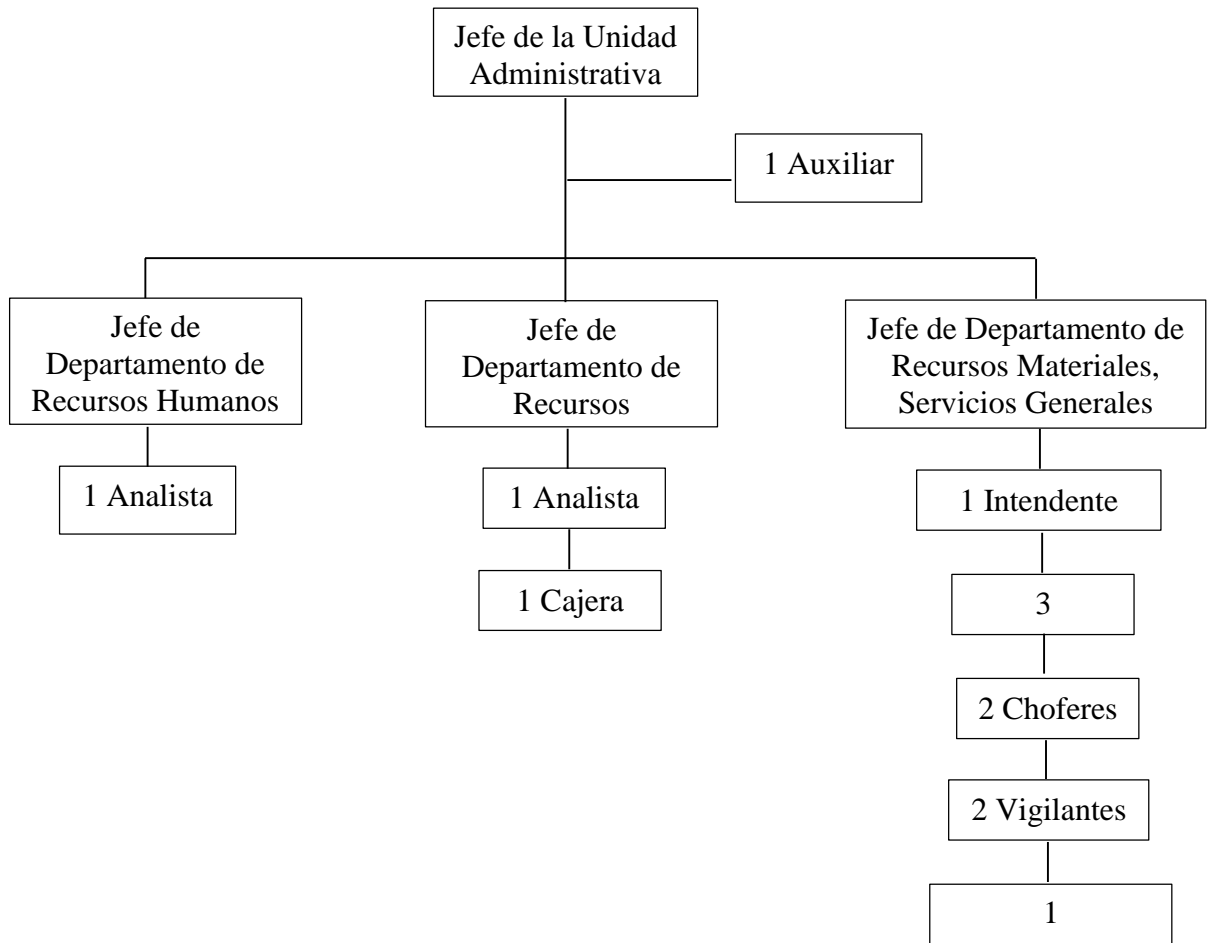 Jefe de la Unidad
Administrativa
1 Auxiliar
Jefe de
Departamento de
Recursos Humanos
Jefe de
Departamento de
Recursos
Jefe de Departamento de
Recursos Materiales,
Servicios Generales
1 Analista
1 Analista
1 Intendente
1 Cajera
3
2 Choferes
2 Vigilantes
1